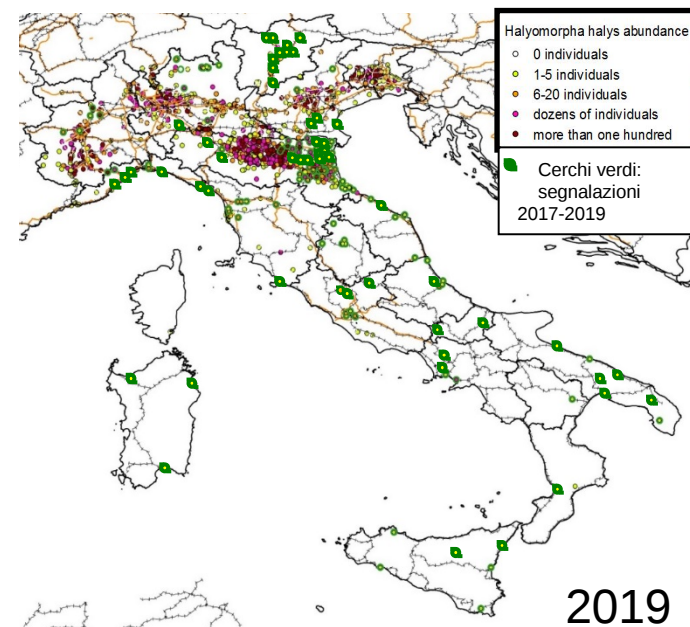 Halyomorpha halys abundance
0 individuals
1-5 individuals
6-20 individuals
dozens of individuals
more than one hundred
Cerchi verdi:
segnalazioni
2017-2019
2019